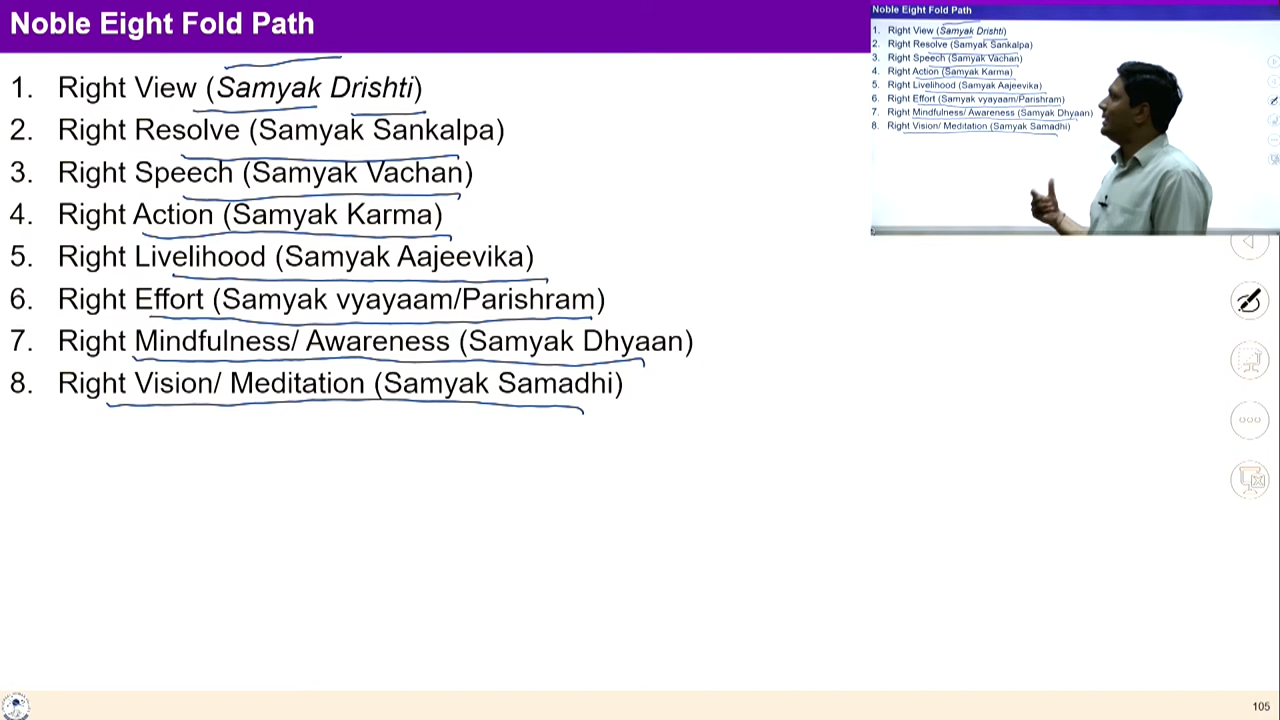 Noble Eight Fold Path
1. Right View (Samyak Drishti)
2. Right Resolve (Samyak Sankalpa)
3. Right Speech (Samyak Vachan)
4. Right Action (Samyak Karma)
5. Right Livelihood (Samyak Aajeevika)
6. Right Effort (Samyak vyayaam/Parishram)
7. Right Mindfulness/ Awareness (Samyak Dhyaan)
8. Right Vision/ Meditation (Samyak Samadhi)
Noble Eight Fold Path
1. Right View (Samyak Drishti)
2. Right Resolve (Samyak Sankalpa)
3. Right Speech (Samyak Vachan)
4. Right Action (Samyak Karma)
5. Right Livelihood (Samyak Aajeevika)
6. Right Effort (Samyak vyayaam/Parishram)
7. Right Mindfulness/ Awareness (Samyak Dhyaan)
8. Right Vision/ Meditation (Samyak Samadhi)
105